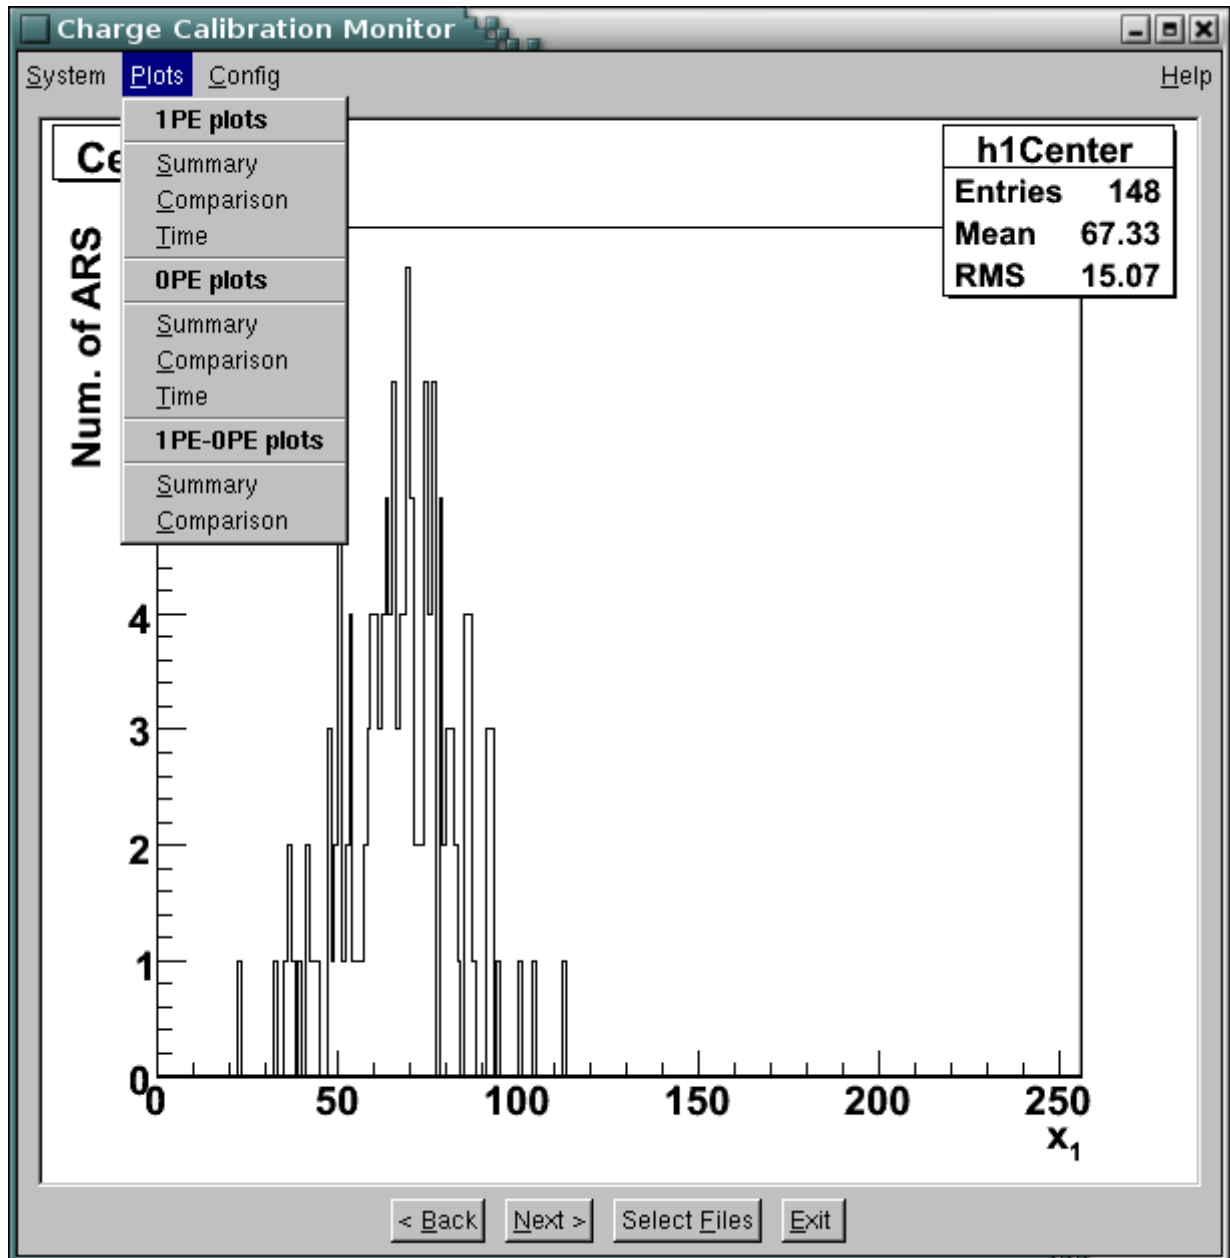 Charge Calibration Monitor
System Plots Config Help
1PE plots
Summary
Comparison
Time
0PE plots
Summary
Comparison
Time
1PE-0PE plots
Summary
Comparison
h1Center
Entries 148
Mean 67.33
RMS 15.07
Num. of ARS
4
3
2
1
0
0 50 100 150 200 250
x1
< Back Next > Select Files Exit